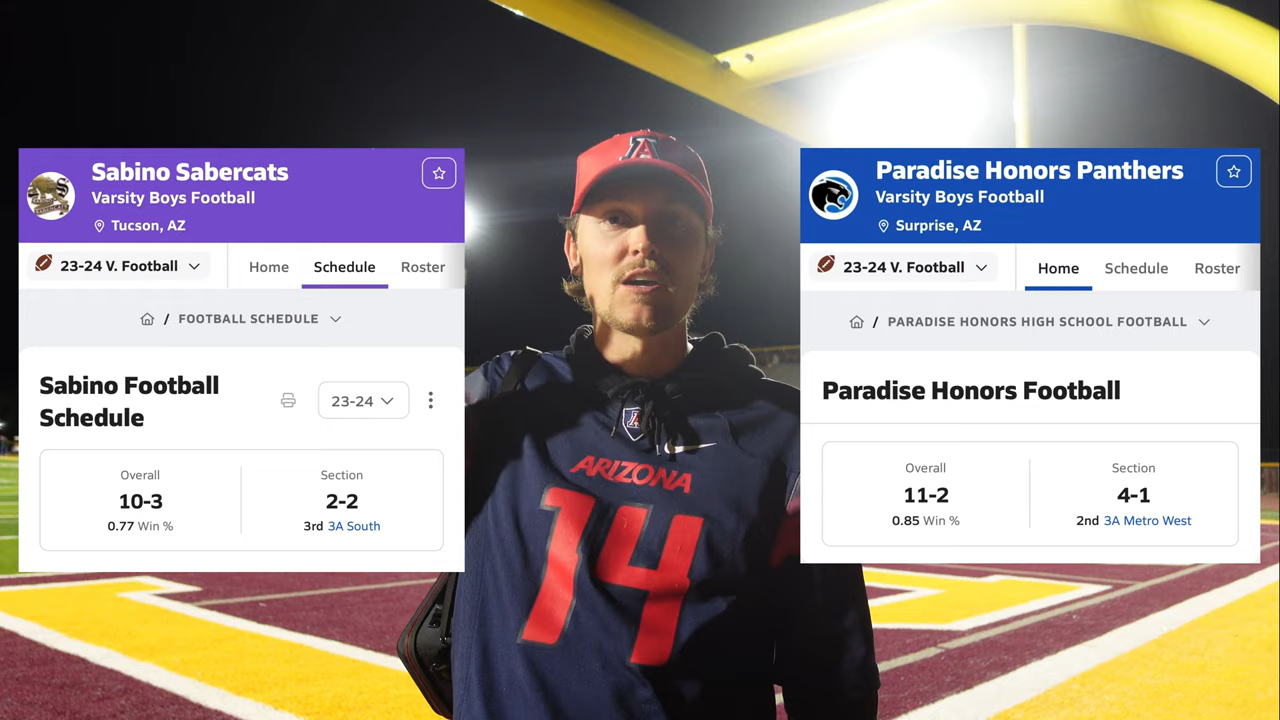 Sabino Sabercats
Varsity Boys Football
Tucson, AZ
23-24 V. Football
Home
Schedule
Roster
/ FOOTBALL SCHEDULE
Sabino Football
Schedule
23-24
Overall
10-3
0.77 Win %
Section
2-2
3rd 3A South
A
A
ARIZONA
14
Paradise Honors Panthers
Varsity Boys Football
Surprise, AZ
23-24 V. Football
Home
Schedule
Roster
/ PARADISE HONORS HIGH SCHOOL FOOTBALL
Paradise Honors Football
Overall
11-2
0.85 Win %
Section
4-1
2nd 3A Metro West